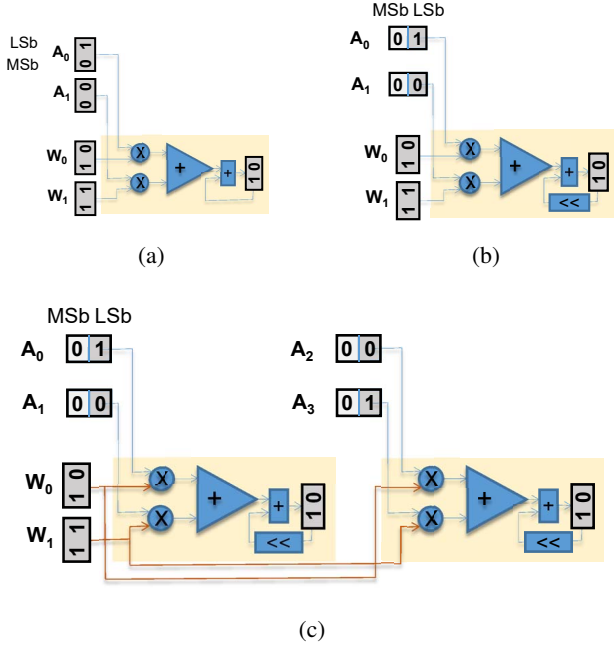 MSb LSb
LSb
MSb
A0
0 1
A0
0 1
A1
0 0
A1
0 0
W0
1 0
X
+
+
1 0
W1
1 1
X
W0
1 0
X
+
+
1 0
W1
1 1
X
<<
(a)
(b)
MSb LSb
A0
0 1
A2
0 0
A1
0 0
A3
0 1
W0
1 0
X
+
+
1 0
X
+
+
1 0
W1
1 1
X
<<
X
<<
(c)